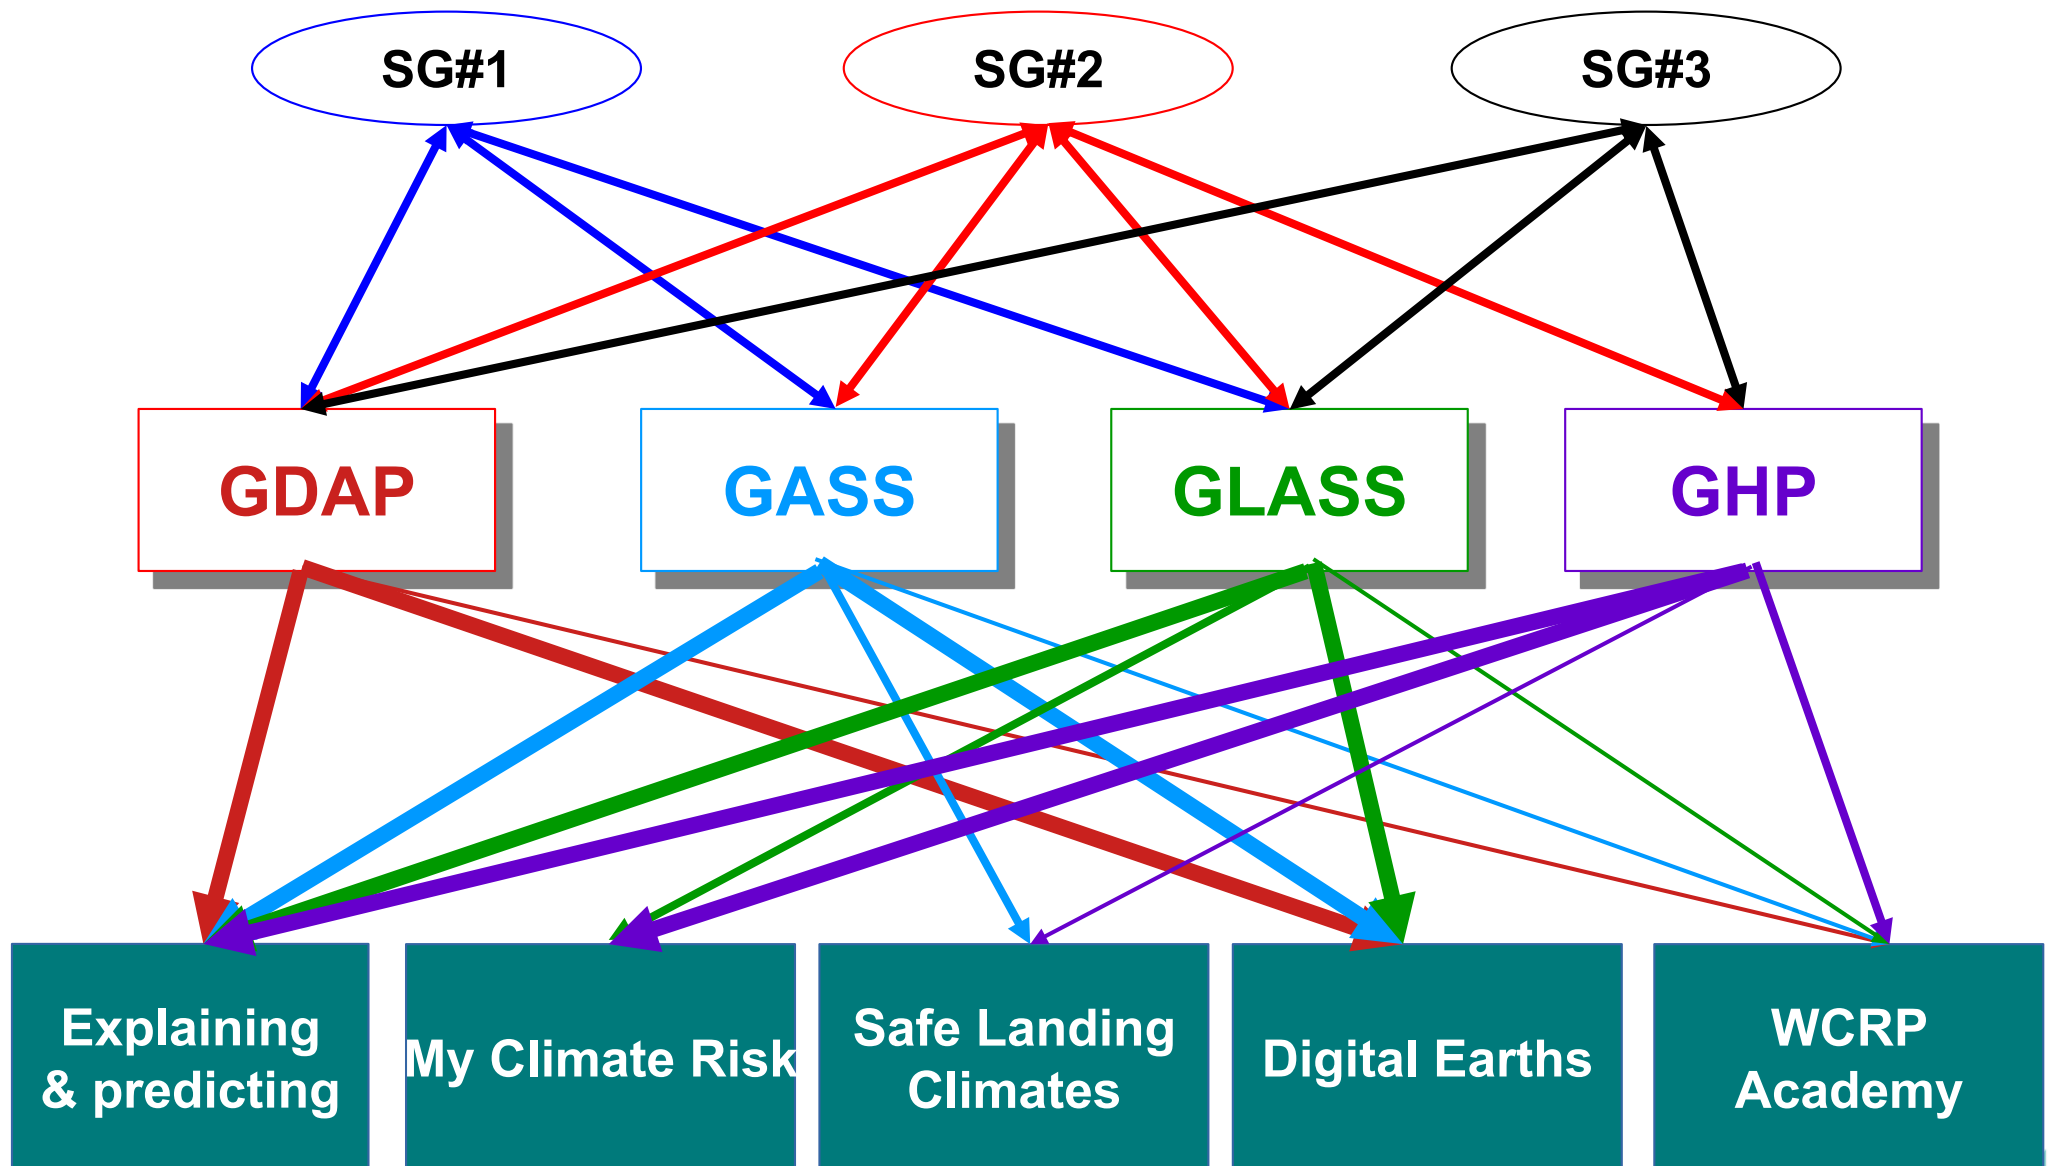 SG#1
SG#2
SG#3
GDAP
GASS
GLASS
GHP
Explaining
& predicting
My Climate Risk
Safe Landing
Climates
Digital Earths
WCRP
Academy